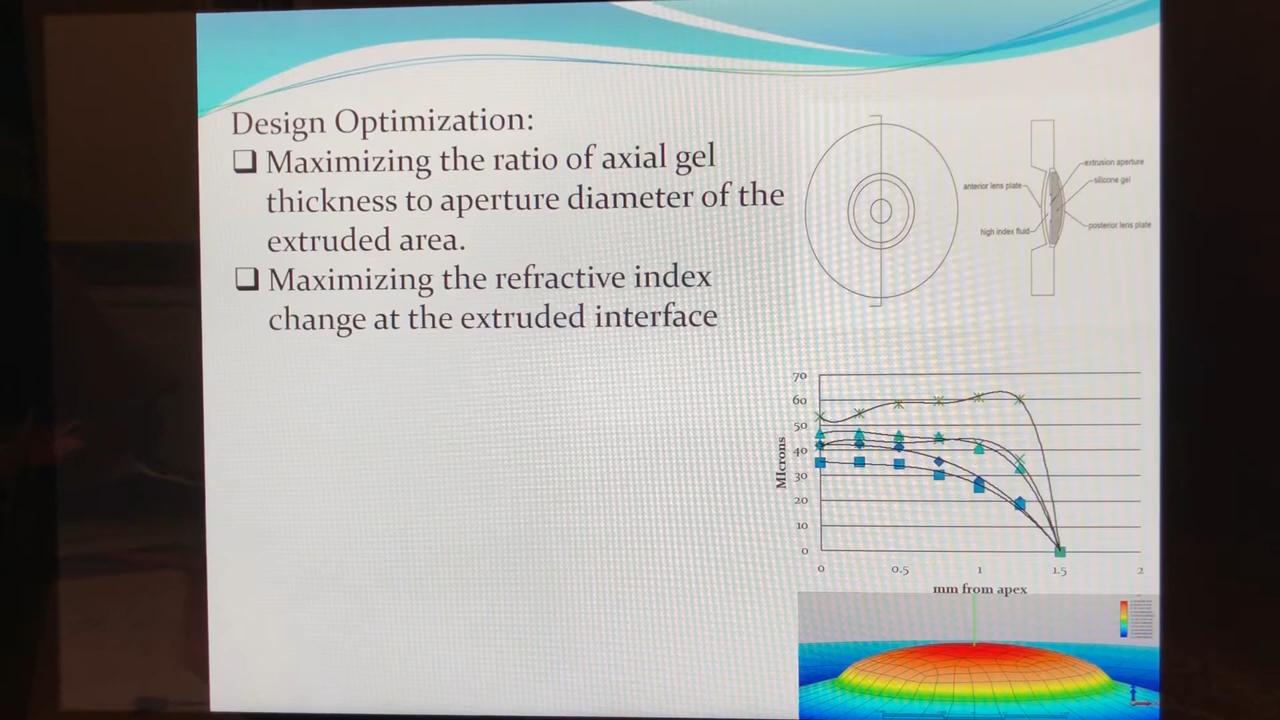 Design Optimization:
Maximizing the ratio of axial gel
thickness to aperture diameter of the
extruded area.
Maximizing the refractive index
change at the extruded interface
extrusion aperture
silicone gel
anterior lens plate
high index fluid
posterior lens plate
70
60
50
40
30
20
10
0
MIcrons
0 0.5 1 1.5 2
mm from apex